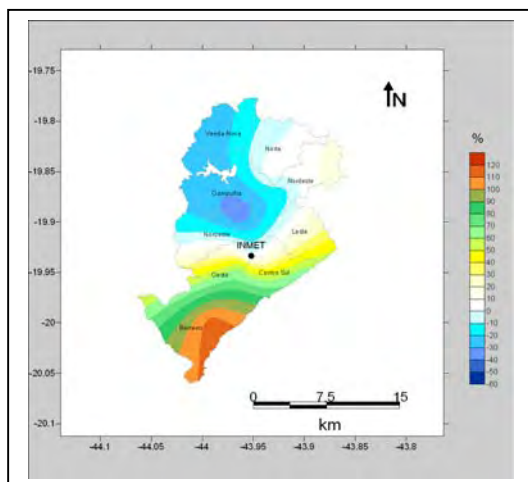 -19.75
N
-19.8
Venda Nova
Norte
%
120
110
100
90
80
70
60
50
40
30
20
10
0
-10
-20
-30
-40
-50
-60
-19.85
Nordeste
Pampulha
-19.9
Noroeste
Leste
INMET
-19.95
Oeste
Centro Sul
-20
Barreiro
-20.05
0 7.5 15
km
-20.1
-44.1 -44.05 -44 -43.95 -43.9 -43.85 -43.8